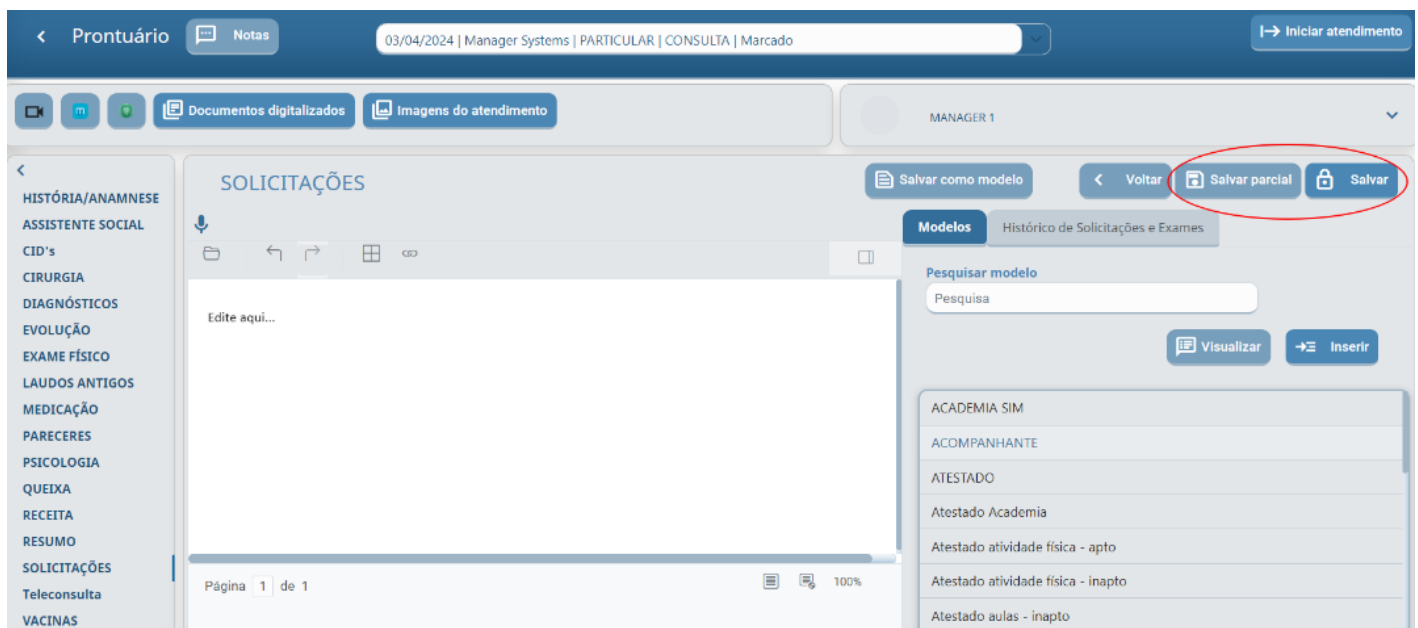 Prontuário
Notas
03/04/2024 | Manager Systems | PARTICULAR | CONSULTA | Marcado
Iniciar atendimento
m
Documentos digitalizados
Imagens do atendimento
MANAGER 1
HISTÓRIA/ANAMNESE
ASSISTENTE SOCIAL
CID's
CIRURGIA
DIAGNÓSTICOS
EVOLUÇÃO
EXAME FÍSICO
LAUDOS ANTIGOS
MEDICAÇÃO
PARECERES
PSICOLOGIA
QUEIXA
RECEITA
RESUMO
SOLICITAÇÕES
Teleconsulta
VACINAS
SOLICITAÇÕES
Salvar como modelo
Voltar
Salvar parcial
Salvar
Edite aqui...
Página 1 de 1
100%
Modelos
Histórico de Solicitações e Exames
Pesquisar modelo
Pesquisa
Visualizar
Inserir
ACADEMIA SIM
ACOMPANHANTE
ATESTADO
Atestado Academia
Atestado atividade física - apto
Atestado atividade física - inapto
Atestado aulas - inapto